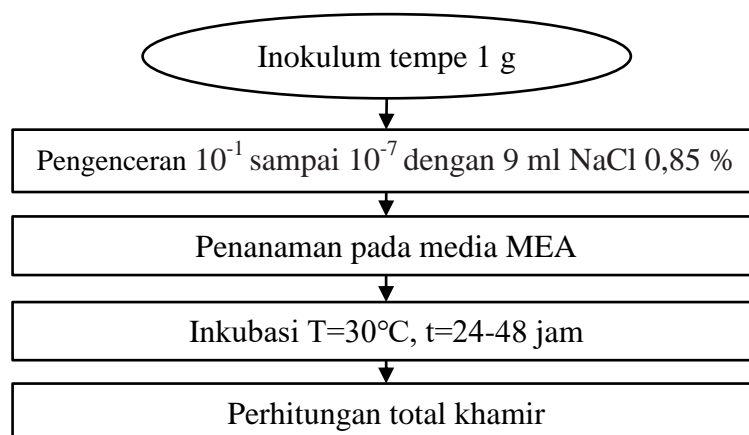 Inokulum tempe 1 g
Pengenceran 10⁻¹ sampai 10⁻⁷ dengan 9 ml NaCl 0,85 %
Penanaman pada media MEA
Inkubasi T=30°C, t=24-48 jam
Perhitungan total khamir